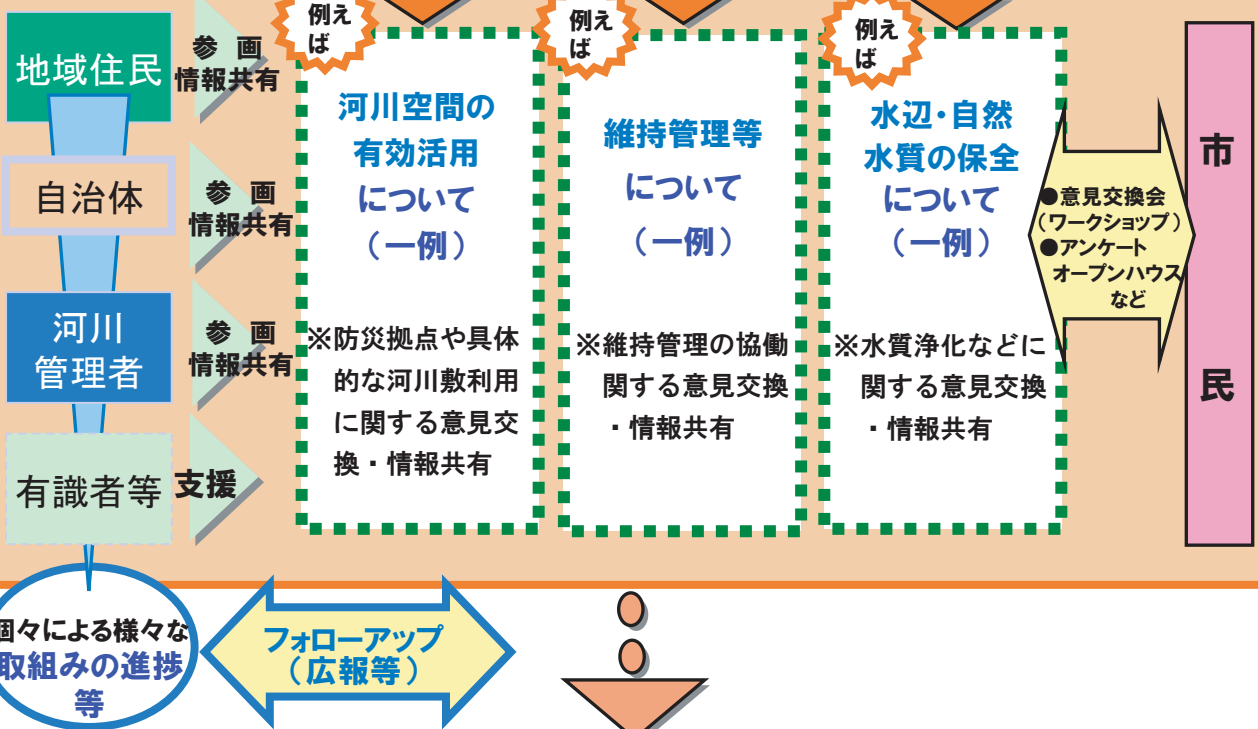 地域住民
参 画
情報共有
自治体
参 画
情報共有
河川
管理者
参 画
情報共有
有識者等
支援
例え
ば
河川空間の
有効活用
について
（一例）
※防災拠点や具体
的な河川敷利用
に関する意見交
換・情報共有
例え
ば
維持管理等
について
（一例）
※維持管理の協働
関する意見交換
・情報共有
例え
ば
水辺・自然
水質の保全
について
（一例）
※水質浄化などに
関する意見交換
・情報共有
●意見交換会
（ワークショップ）
●アンケート
オープンハウス
など
市
民
個々による様々な
取組みの進捗
等
フォローアップ
（広報等）